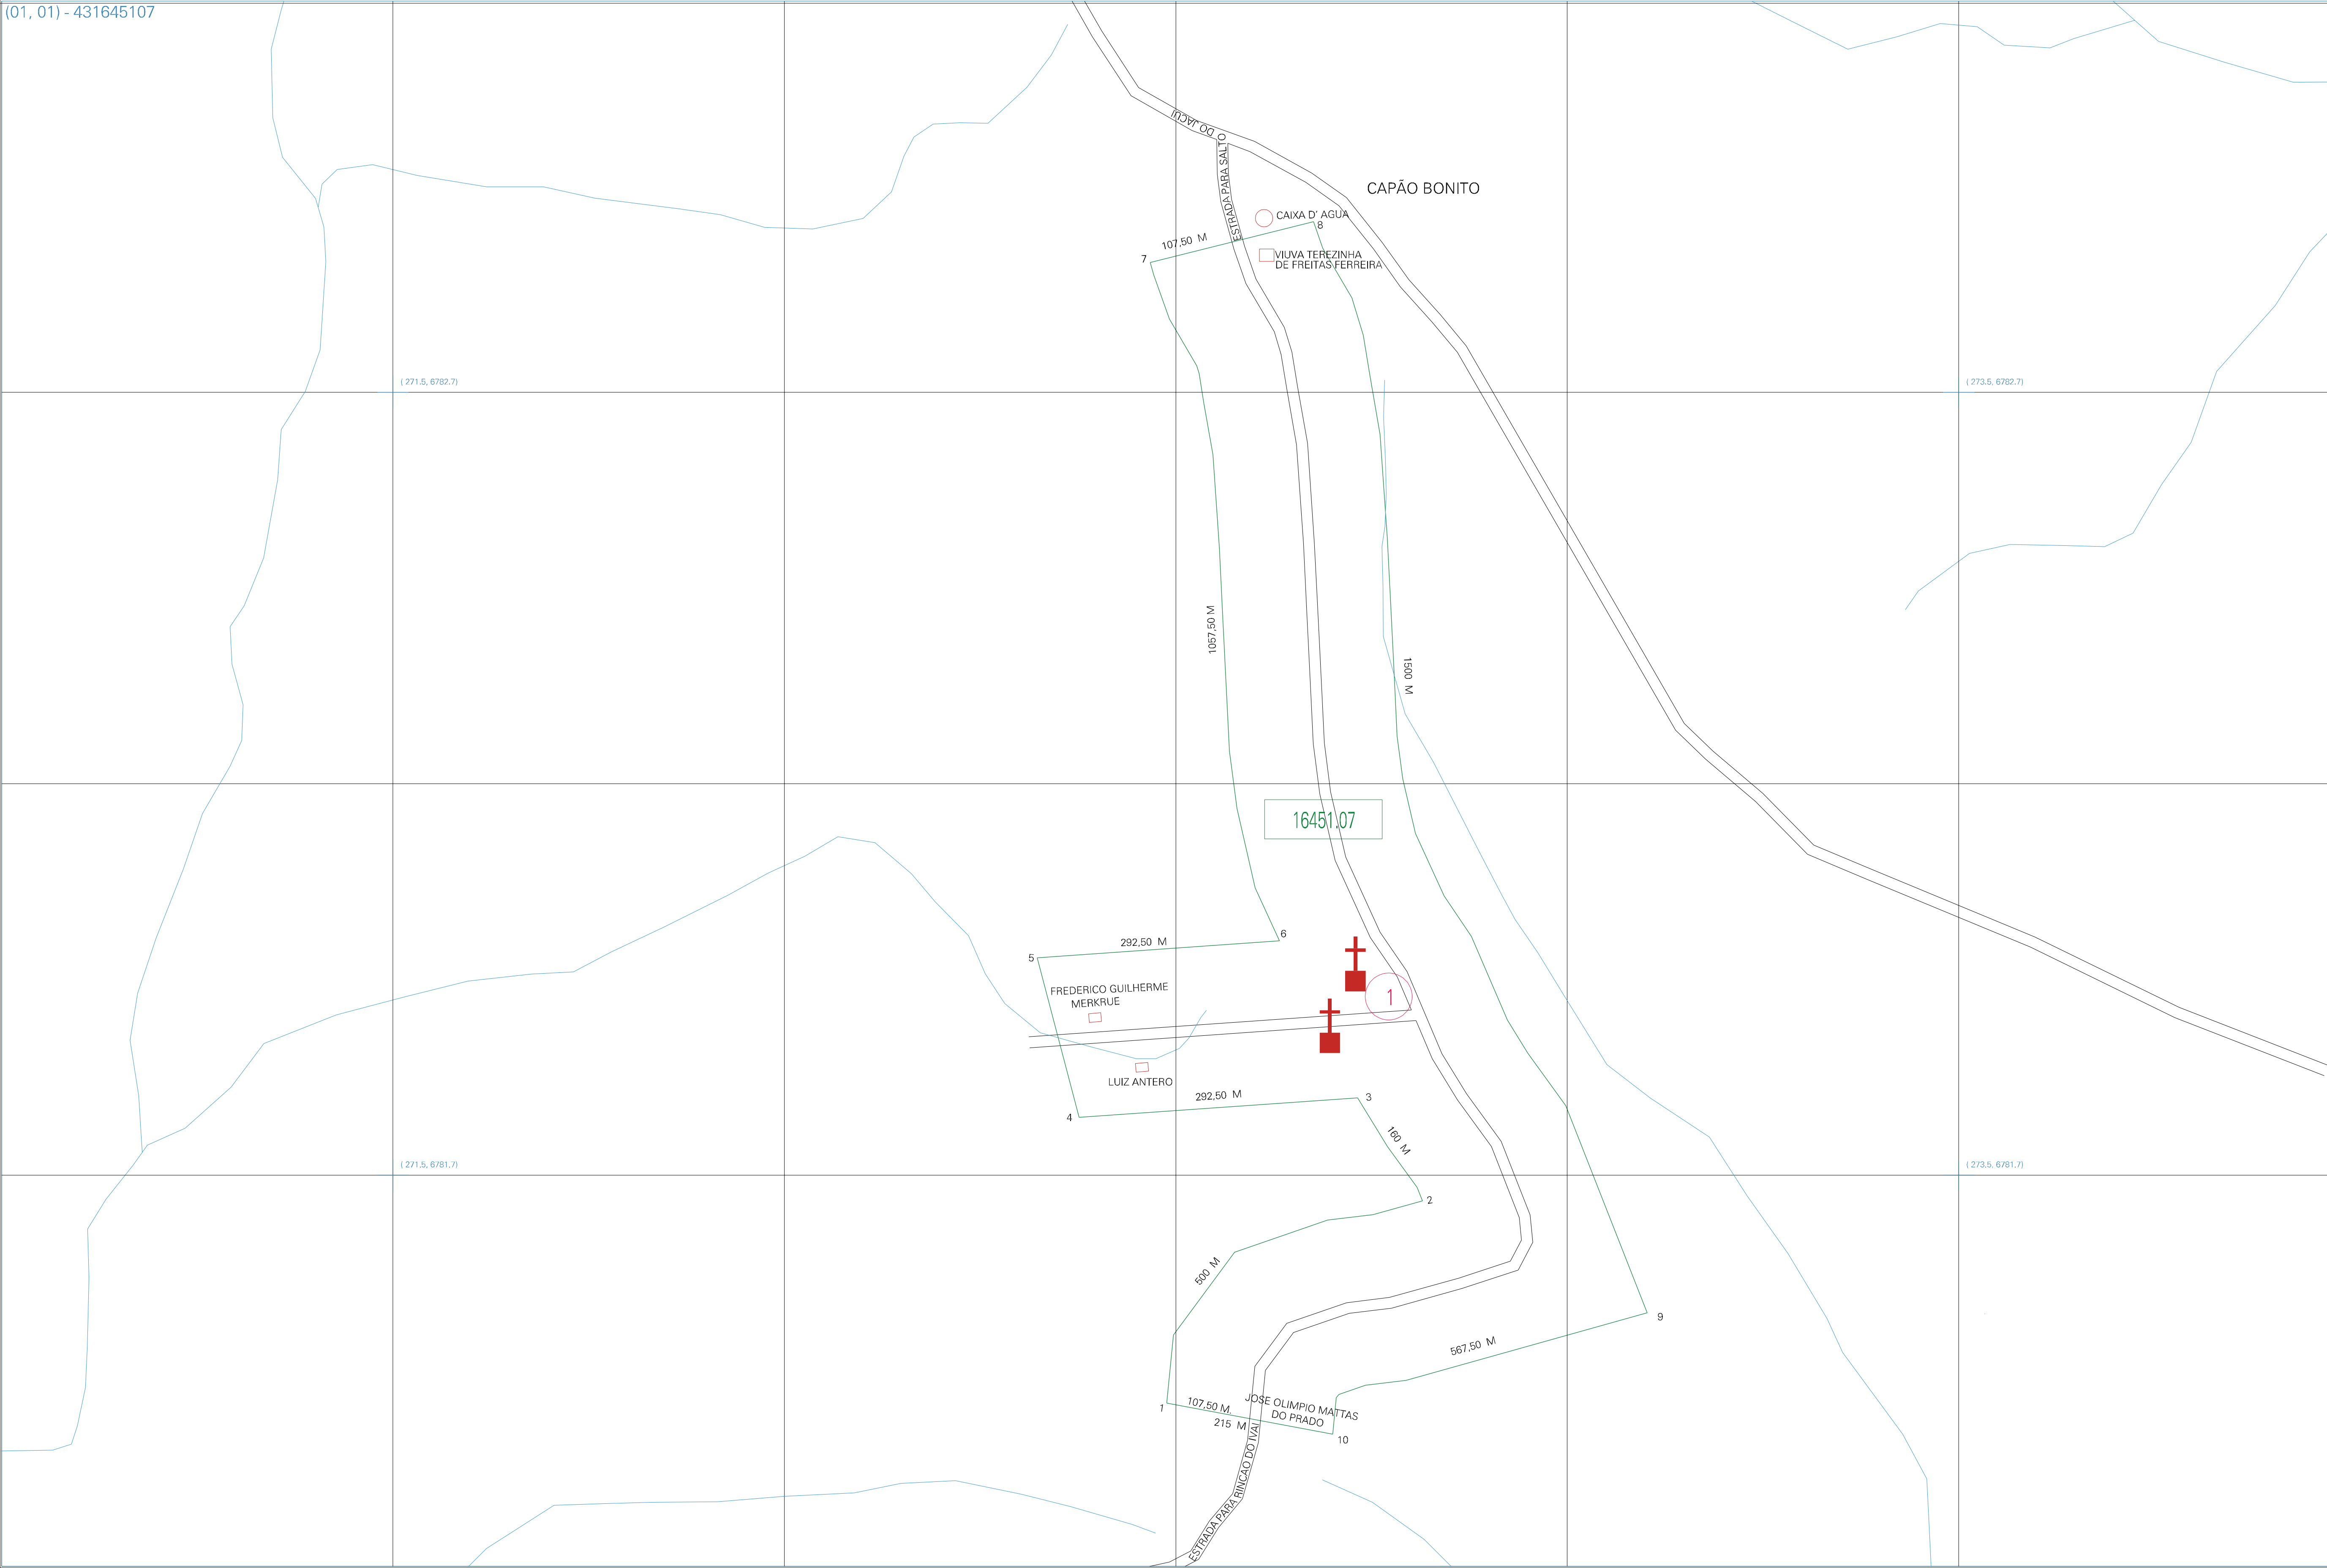 (01, 01) - 431645107
ESTRADA PARA SALTO
DO JACUI
CAPÃO BONITO
CAIXA D' AGUA
8
107,50 M
7
VIUVA TEREZINHA
DE FREITAS FERREIRA
( 271.5, 6782.7)
( 273.5, 6782.7)
1057,50 M
1500 M
16451.07
6
292,50 M
5
FREDERICO GUILHERME
MERKRUE
1
LUIZ ANTERO
292,50 M
3
4
160 M
( 271.5, 6781.7)
( 273.5, 6781.7)
2
500 M
9
567,50 M
1
107,50 M.
215 M
JOSE OLIMPIO MATTAS
DO PRADO
10
ESTRADA PARA RINCAO DO IVAI